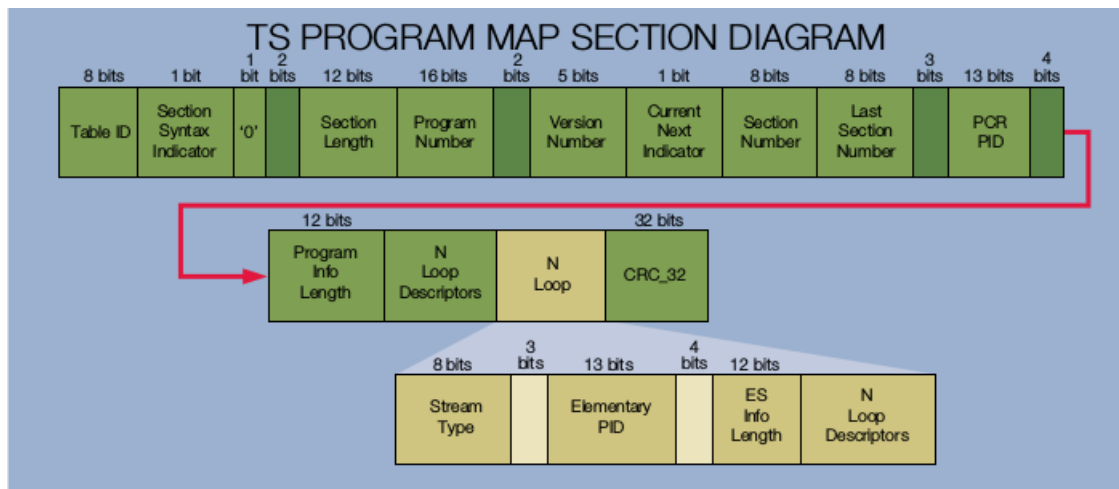 TS PROGRAM MAP SECTION DIAGRAM
8 bits
1 bit
1
bit
2
bits
12 bits
16 bits
2
bits
5 bits
1 bit
8 bits
8 bits
3
bits
13 bits
4
bits
Table ID
Section
Syntax
Indicator
‘0’
Section
Length
Program
Number
Version
Number
Current
Next
Indicator
Section
Number
Last
Section
Number
PCR
PID
12 bits
32 bits
Program
Info
Length
N
Loop
Descriptors
N
Loop
CRC_32
8 bits
3
bits
13 bits
4
bits
12 bits
Stream
Type
Elementary
PID
ES
Info
Length
N
Loop
Descriptors